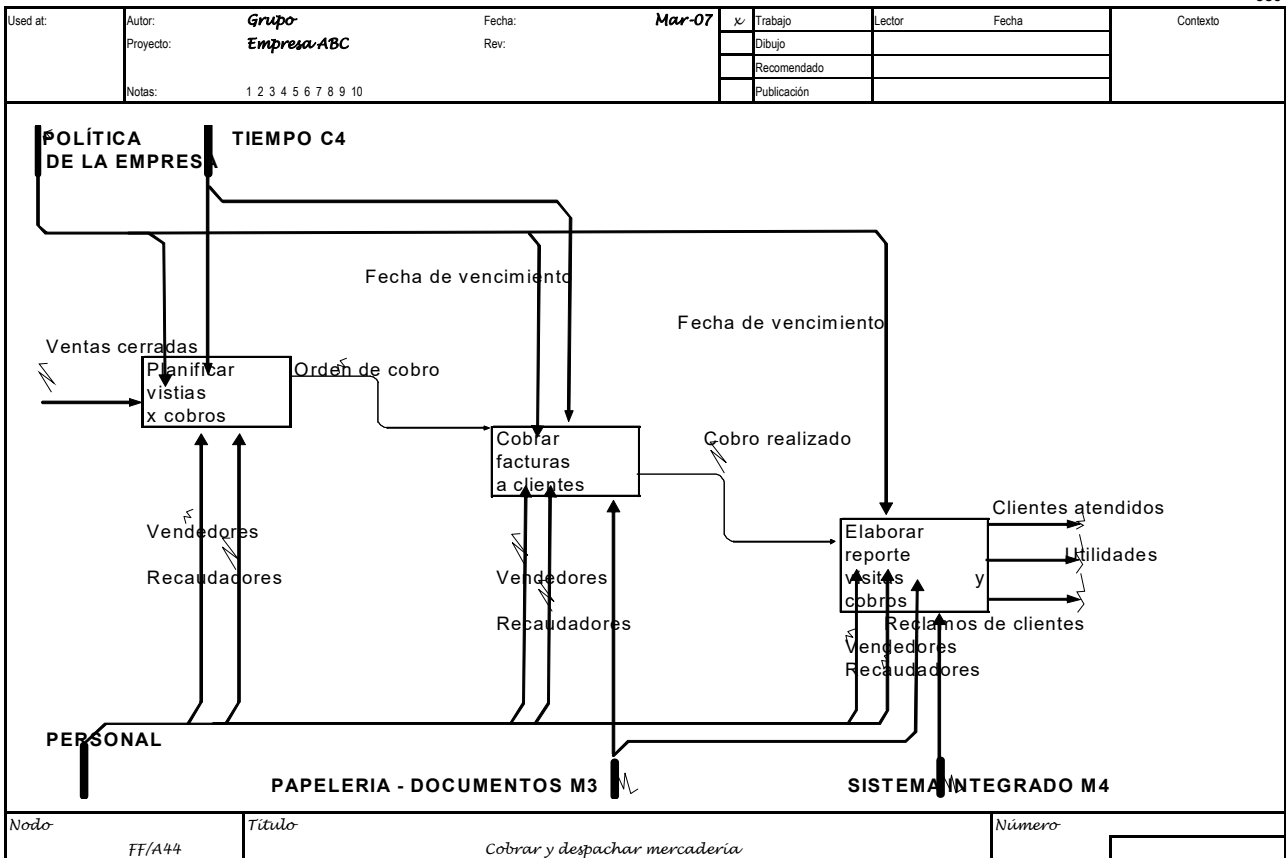 Used at:
Autor: Grupo Fecha: Mar-07 x Trabajo Lector Fecha Contexto
Proyecto: Empresa ABC Rev: Dibujo
Recomendado
Notas: 1 2 3 4 5 6 7 8 9 10 Publicación
POLÍTICA
DE LA EMPRESA
TIEMPO C4
Fecha de vencimiento
Fecha de vencimiento
Ventas cerradas
Planificar
vistias
x cobros
Orden de cobro
Cobrar
facturas
a clientes
Cobro realizado
Clientes atendidos
Elaborar
reporte
visitas y
cobros
Utilidades
Reclamos de clientes
Vendedores
Recaudadores
Vendedores
Recaudadores
Vendedores
Recaudadores
PERSONAL
PAPELERIA - DOCUMENTOS M3
SISTEMA INTEGRADO M4
Nodo Título Número
FF/A44 Cobrar y despachar mercadería